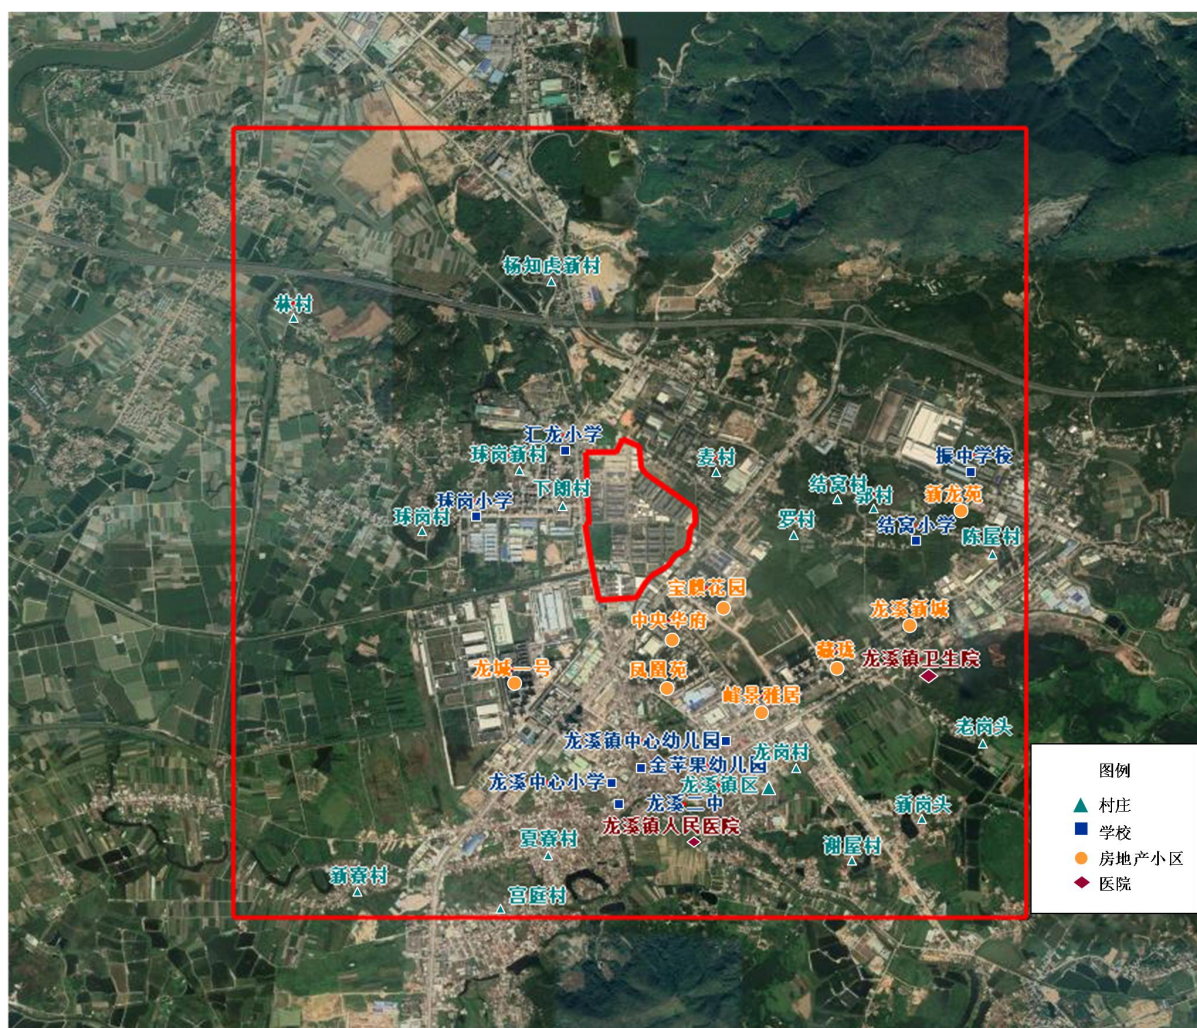 杨知虎新村
林村
汇龙小学
球岗新村
麦村
振中学校
下朗村
结窝村
新龙苑
球岗小学
郭村
球岗村
罗村
结窝小学
陈屋村
宝麒花园
龙溪新城
中央华府
藏珑
龙溪镇卫生院
龙城一号
凤凰苑
峰景雅居
老岗头
龙溪镇中心幼儿园
龙岗村
金苹果幼儿园
龙溪中心小学
龙溪镇区
龙溪二中
新岗头
龙溪镇人民医院
夏寮村
谢屋村
新寮村
宫庭村
图例
村庄
学校
房地产小区
医院